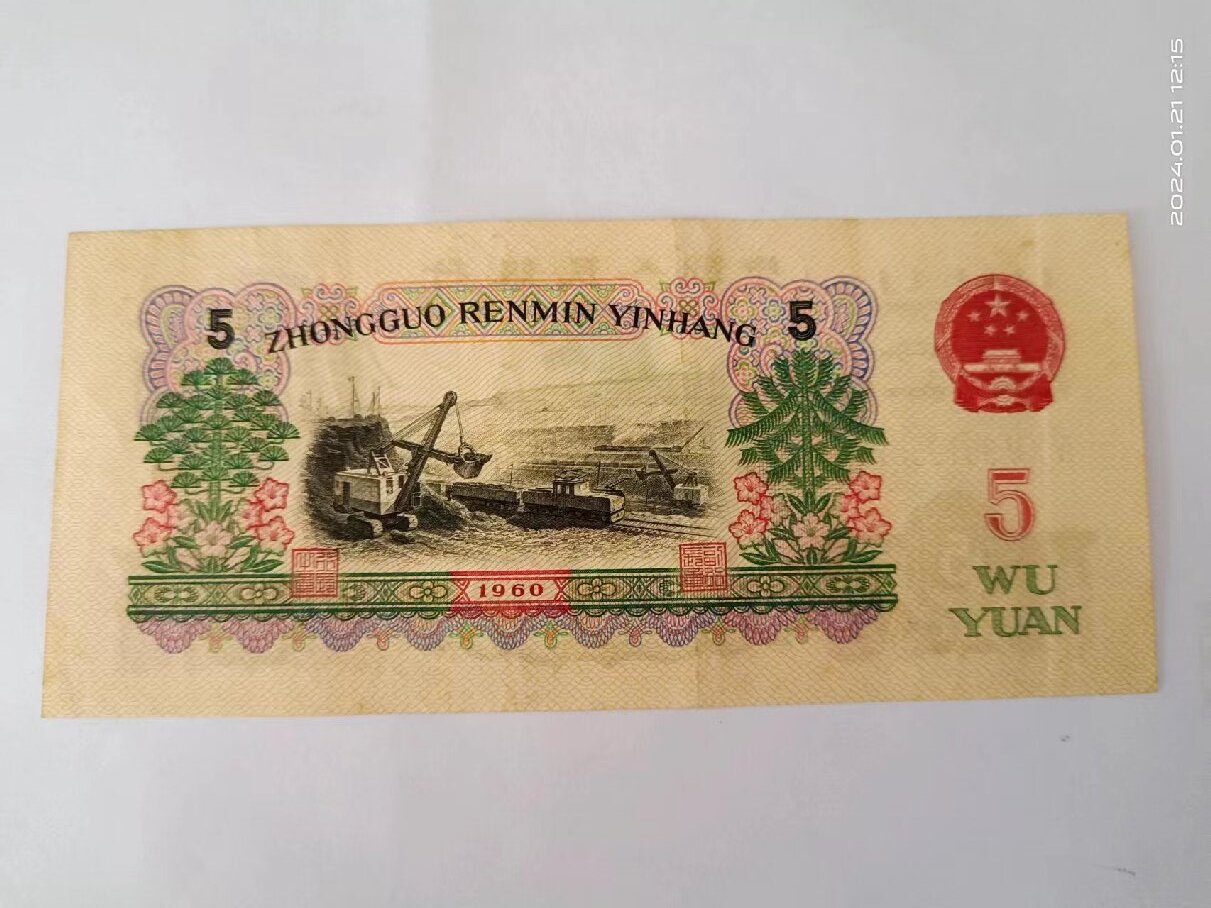 2024.01.21 12:15
5 ZHONGGUO RENMIN YINHANG 5
5
1960
WU
YUAN